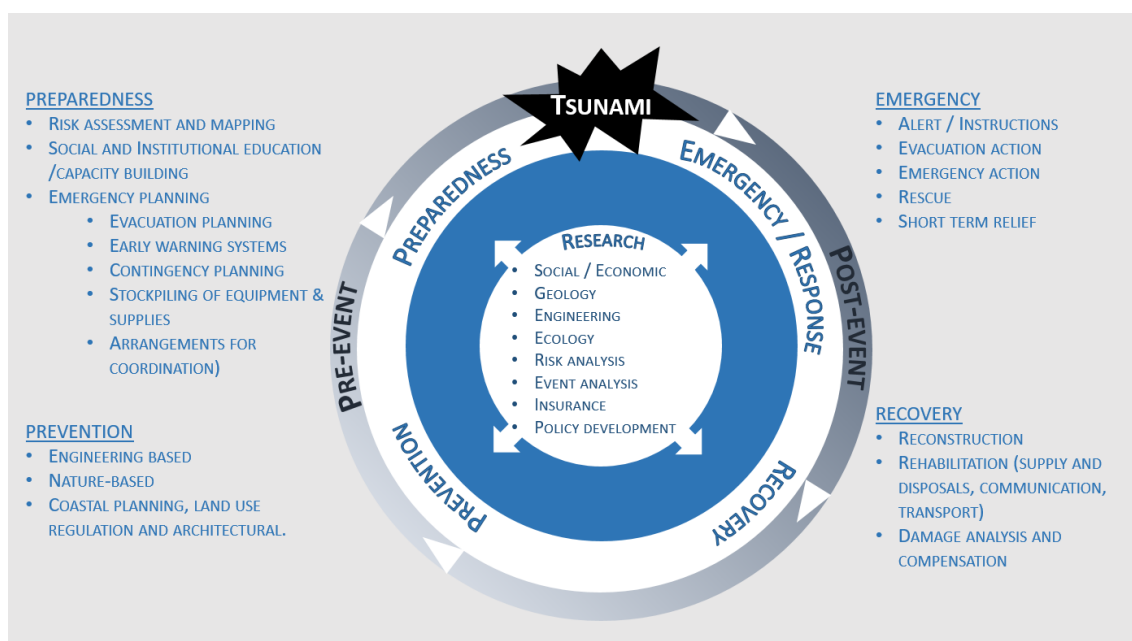 PREPAREDNESS
• RISK ASSESSMENT AND MAPPING
• SOCIAL AND INSTITUTIONAL EDUCATION
/CAPACITY BUILDING
• EMERGENCY PLANNING
• EVACUATION PLANNING
• EARLY WARNING SYSTEMS
• CONTINGENCY PLANNING
• STOCKPILING OF EQUIPMENT &
SUPPLIES
• ARRANGEMENTS FOR
COORDINATION)
PREVENTION
• ENGINEERING BASED
• NATURE-BASED
• COASTAL PLANNING, LAND USE
REGULATION AND ARCHITECTURAL.
TSUNAMI
PRE-EVENT
PREPAREDNESS
EMERGENCY / RESPONSE
POST-EVENT
PREVENTION
RECOVERY
RESEARCH
• SOCIAL / ECONOMIC
• GEOLOGY
• ENGINEERING
• ECOLOGY
• RISK ANALYSIS
• EVENT ANALYSIS
• INSURANCE
• POLICY DEVELOPMENT
EMERGENCY
• ALERT / INSTRUCTIONS
• EVACUATION ACTION
• EMERGENCY ACTION
• RESCUE
• SHORT TERM RELIEF
RECOVERY
• RECONSTRUCTION
• REHABILITATION (SUPPLY AND
DISPOSALS, COMMUNICATION,
TRANSPORT)
• DAMAGE ANALYSIS AND
COMPENSATION